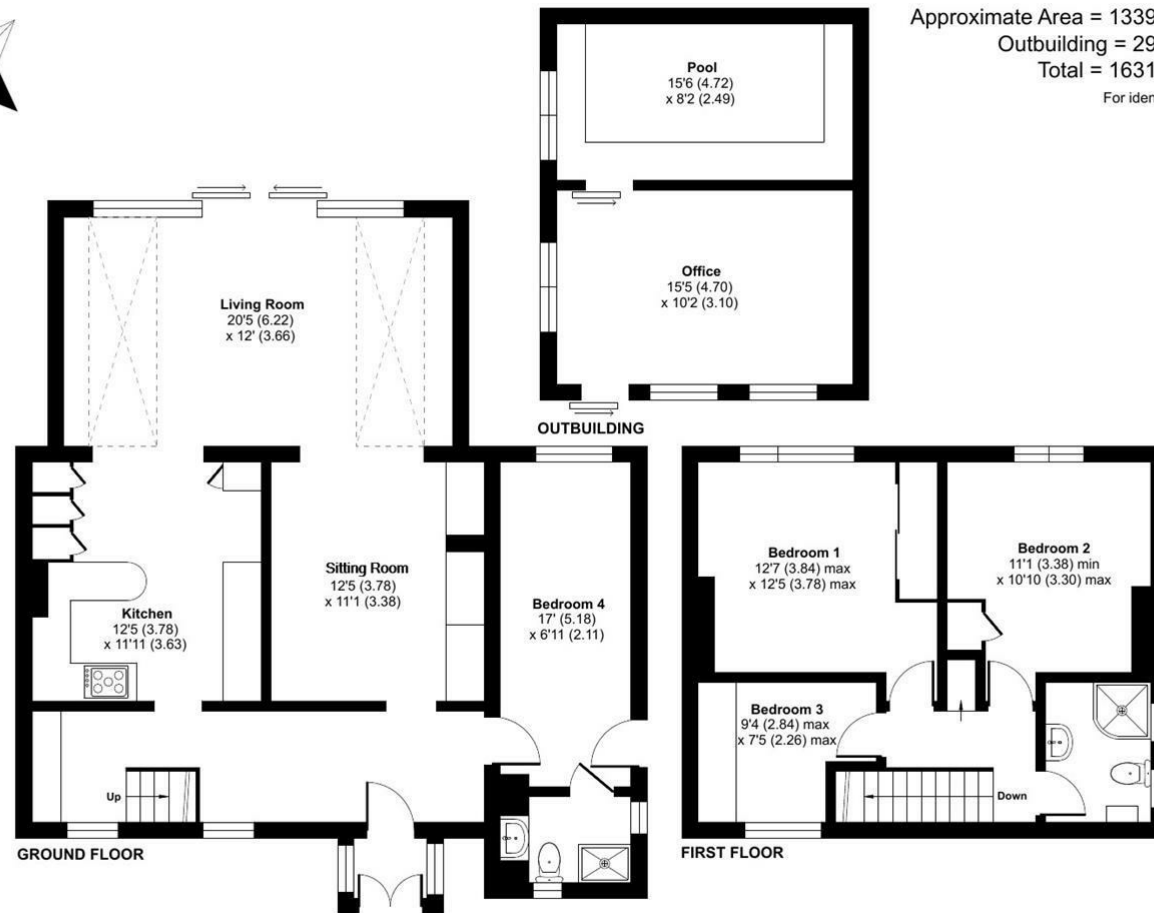 Approximate Area = 1339
Outbuilding = 29
Total = 1631
For iden
Pool
15'6 (4.72)
x 8'2 (2.49)
Office
15'5 (4.70)
x 10'2 (3.10)
OUTBUILDING
Living Room
20'5 (6.22)
x 12' (3.66)
Kitchen
12'5 (3.78)
x 11'11 (3.63)
Sitting Room
12'5 (3.78)
x 11'1 (3.38)
Bedroom 4
17' (5.18)
x 6'11 (2.11)
Up
GROUND FLOOR
Bedroom 1
12'7 (3.84) max
x 12'5 (3.78) max
Bedroom 2
11'1 (3.38) min
x 10'10 (3.30) max
Bedroom 3
9'4 (2.84) max
x 7'5 (2.26) max
Down
FIRST FLOOR